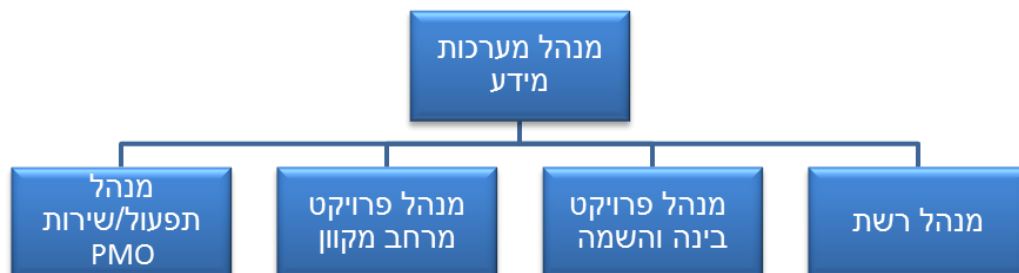 מנהל מערכות
מידע
מנהל רשת
מנהל פרויקט
בינה והשמה
מנהל פרויקט
מרחב מקוון
מנהל
תפעול/שירות
PMO